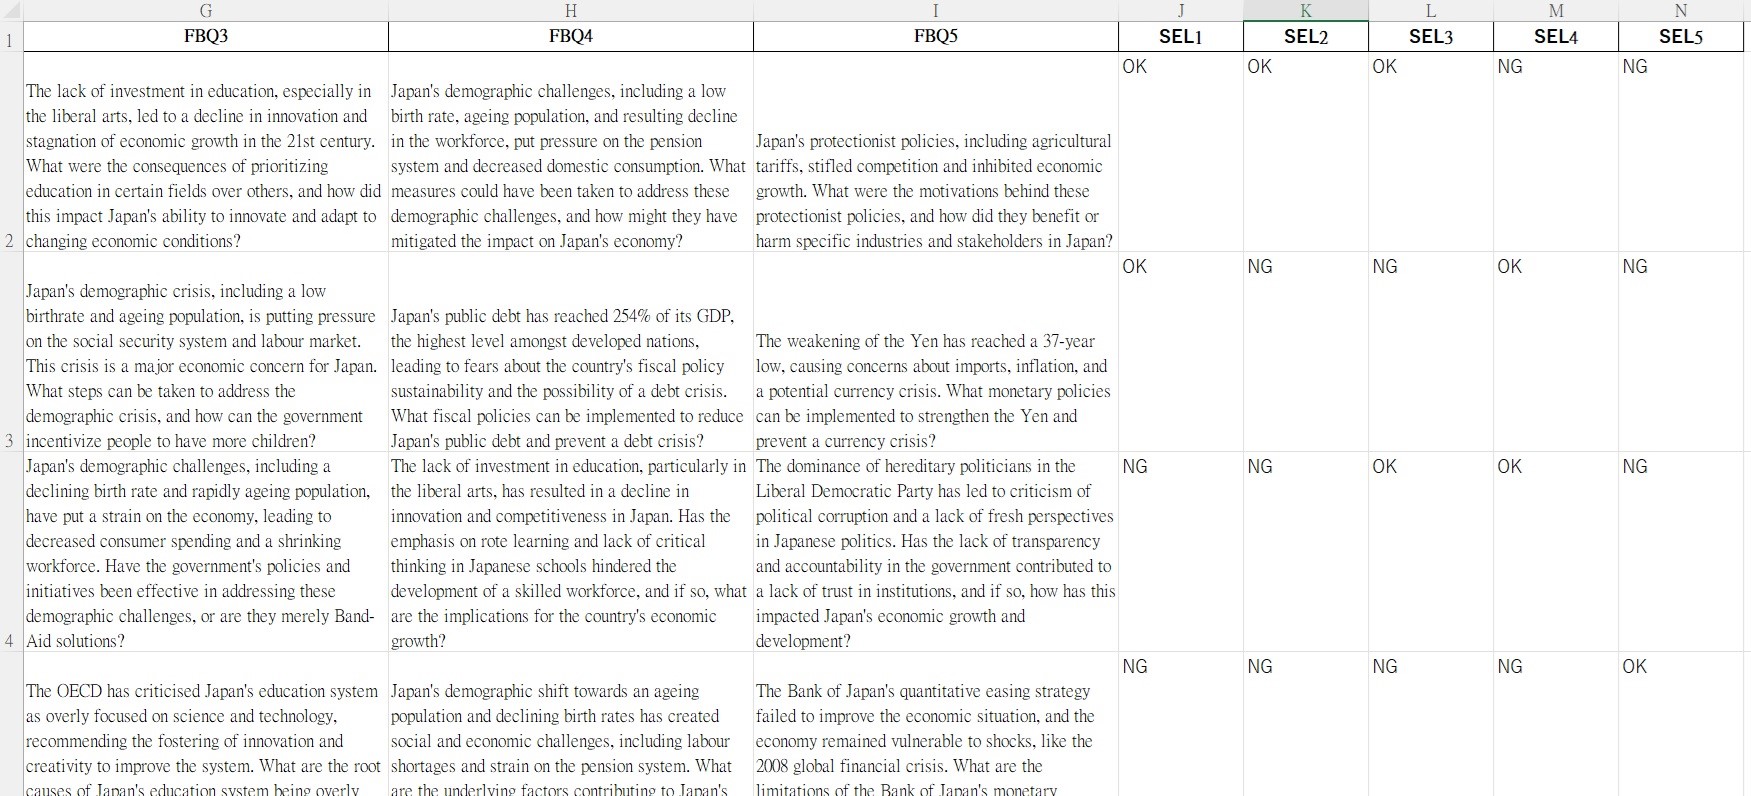 G H I J K L M N
1 FBQ3 FBQ4 FBQ5 SEL1 SEL2 SEL3 SEL4 SEL5
OK OK OK NG NG
The lack of investment in education, especially in
the liberal arts, led to a decline in innovation and
stagnation of economic growth in the 21st century.
What were the consequences of prioritizing
education in certain fields over others, and how did
this impact Japan's ability to innovate and adapt to
changing economic conditions?
Japan's demographic challenges, including a low
birth rate, ageing population, and resulting decline
in the workforce, put pressure on the pension
system and decreased domestic consumption. What
measures could have been taken to address these
demographic challenges, and how might they have
mitigated the impact on Japan's economy?
Japan's protectionist policies, including agricultural
tariffs, stifled competition and inhibited economic
growth. What were the motivations behind these
protectionist policies, and how did they benefit or
harm specific industries and stakeholders in Japan?
2
OK NG NG OK NG
Japan's demographic crisis, including a low
birthrate and ageing population, is putting pressure
on the social security system and labour market.
This crisis is a major economic concern for Japan.
What steps can be taken to address the
demographic crisis, and how can the government
incentivize people to have more children?
Japan's public debt has reached 254% of its GDP,
the highest level amongst developed nations,
leading to fears about the country's fiscal policy
sustainability and the possibility of a debt crisis.
What fiscal policies can be implemented to reduce
Japan's public debt and prevent a debt crisis?
The weakening of the Yen has reached a 37-year
low, causing concerns about imports, inflation, and
a potential currency crisis. What monetary policies
can be implemented to strengthen the Yen and
prevent a currency crisis?
3
NG NG OK OK NG
Japan's demographic challenges, including a
declining birth rate and rapidly ageing population,
have put a strain on the economy, leading to
decreased consumer spending and a shrinking
workforce. Have the government's policies and
initiatives been effective in addressing these
demographic challenges, or are they merely Band-
Aid solutions?
The lack of investment in education, particularly in
the liberal arts, has resulted in a decline in
innovation and competitiveness in Japan. Has the
emphasis on rote learning and lack of critical
thinking in Japanese schools hindered the
development of a skilled workforce, and if so, what
are the implications for the country's economic
growth?
The dominance of hereditary politicians in the
Liberal Democratic Party has led to criticism of
political corruption and a lack of fresh perspectives
in Japanese politics. Has the lack of transparency
and accountability in the government contributed to
a lack of trust in institutions, and if so, how has this
impacted Japan's economic growth and
development?
4
NG NG NG NG OK
The OECD has criticised Japan's education system
as overly focused on science and technology,
recommending the fostering of innovation and
creativity to improve the system. What are the root
causes of Japan's education system being overly
Japan's demographic shift towards an ageing
population and declining birth rates has created
social and economic challenges, including labour
shortages and strain on the pension system. What
are the underlying factors contributing to Japan's
The Bank of Japan's quantitative easing strategy
failed to improve the economic situation, and the
economy remained vulnerable to shocks, like the
2008 global financial crisis. What are the
limitations of the Bank of Japan's monetary